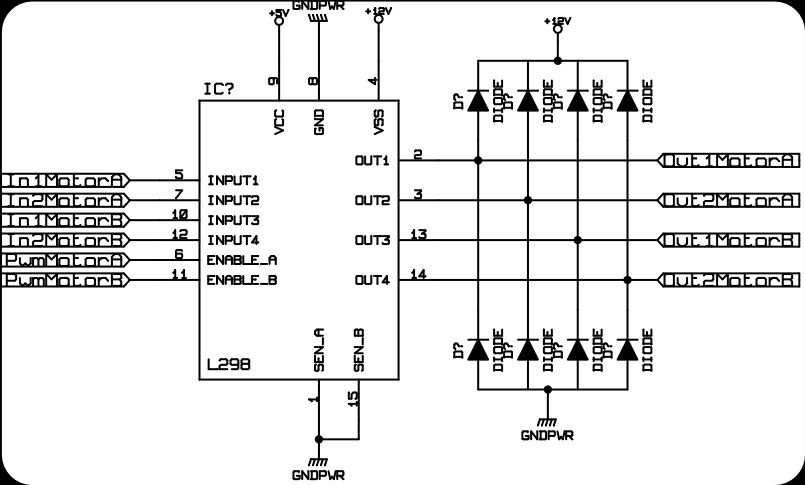 GNDPWR
+5V
+12V
+12V
9
8
4
IC?
VCC
GND
VSS
D?
DIODE
D?
DIODE
D?
DIODE
D?
DIODE
OUT1
2
Out1MotorA
In1MotorA
5
INPUT1
In2MotorA
7
INPUT2
OUT2
3
Out2MotorA
In1MotorB
10
INPUT3
In2MotorB
12
INPUT4
OUT3
13
Out1MotorB
PwmMotorA
6
ENABLE_A
PwmMotorB
11
ENABLE_B
OUT4
14
Out2MotorB
SEN_A
SEN_B
L298
D?
DIODE
D?
DIODE
D?
DIODE
D?
DIODE
1
15
GNDPWR
GNDPWR